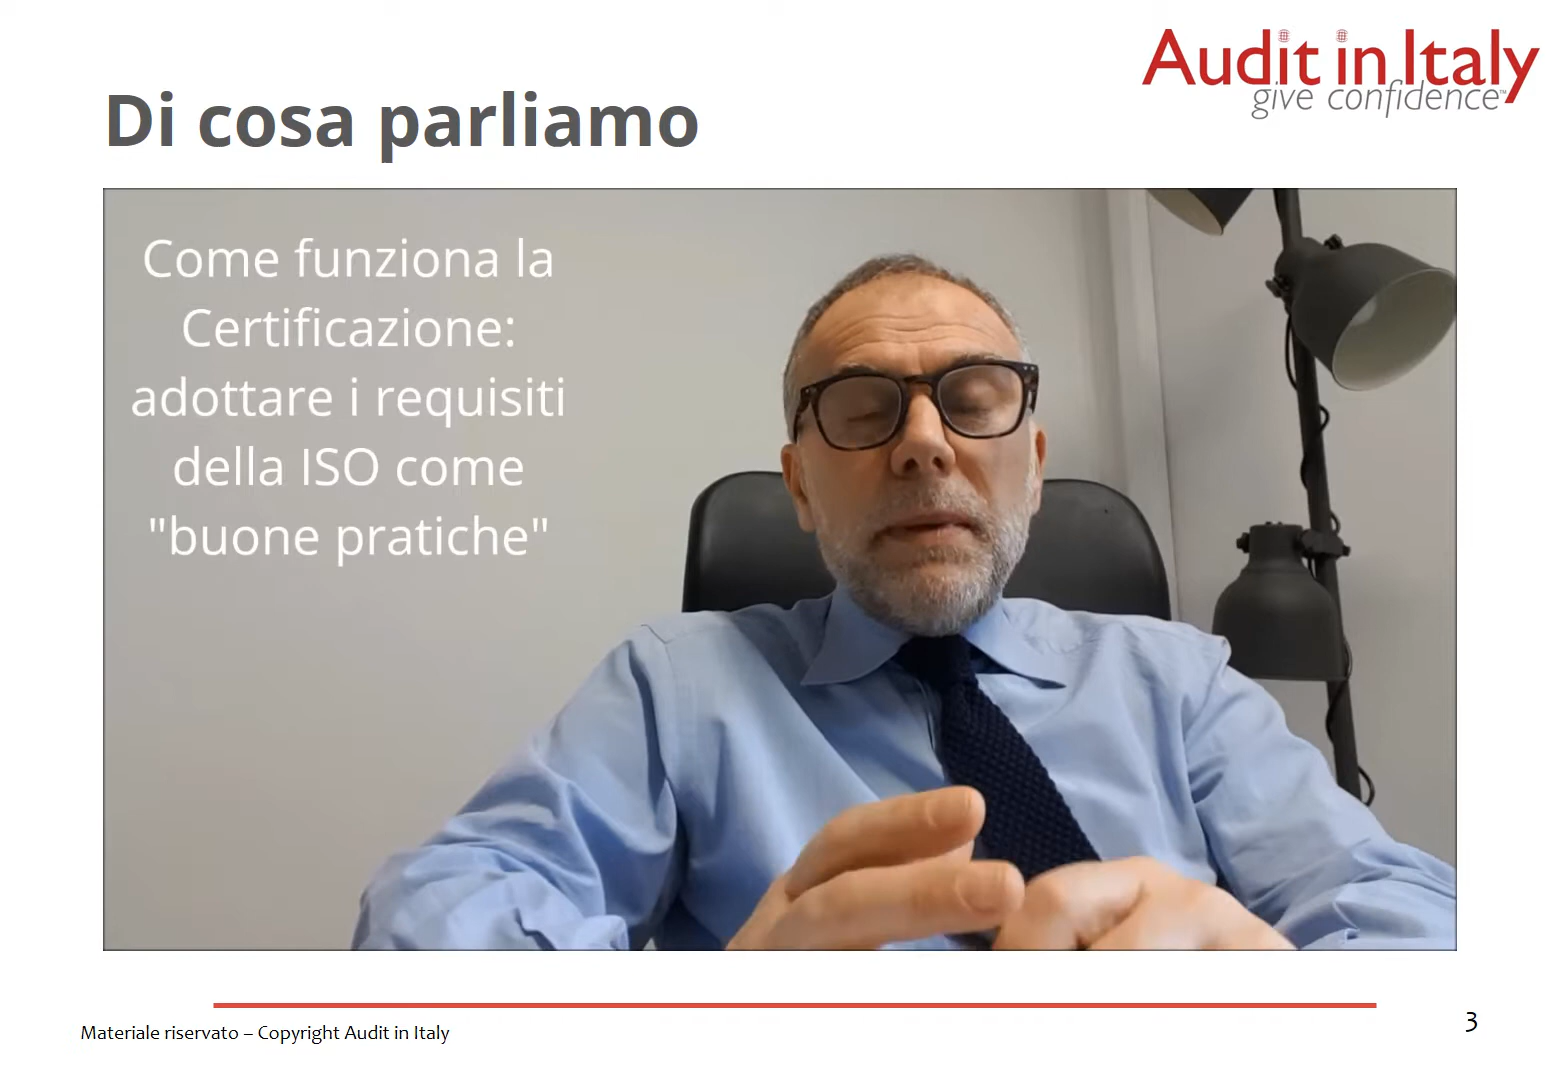 Audit in Italy
give confidence™
Di cosa parliamo
Come funziona la
Certificazione:
adottare i requisiti
della ISO come
"buone pratiche"
Materiale riservato – Copyright Audit in Italy
3